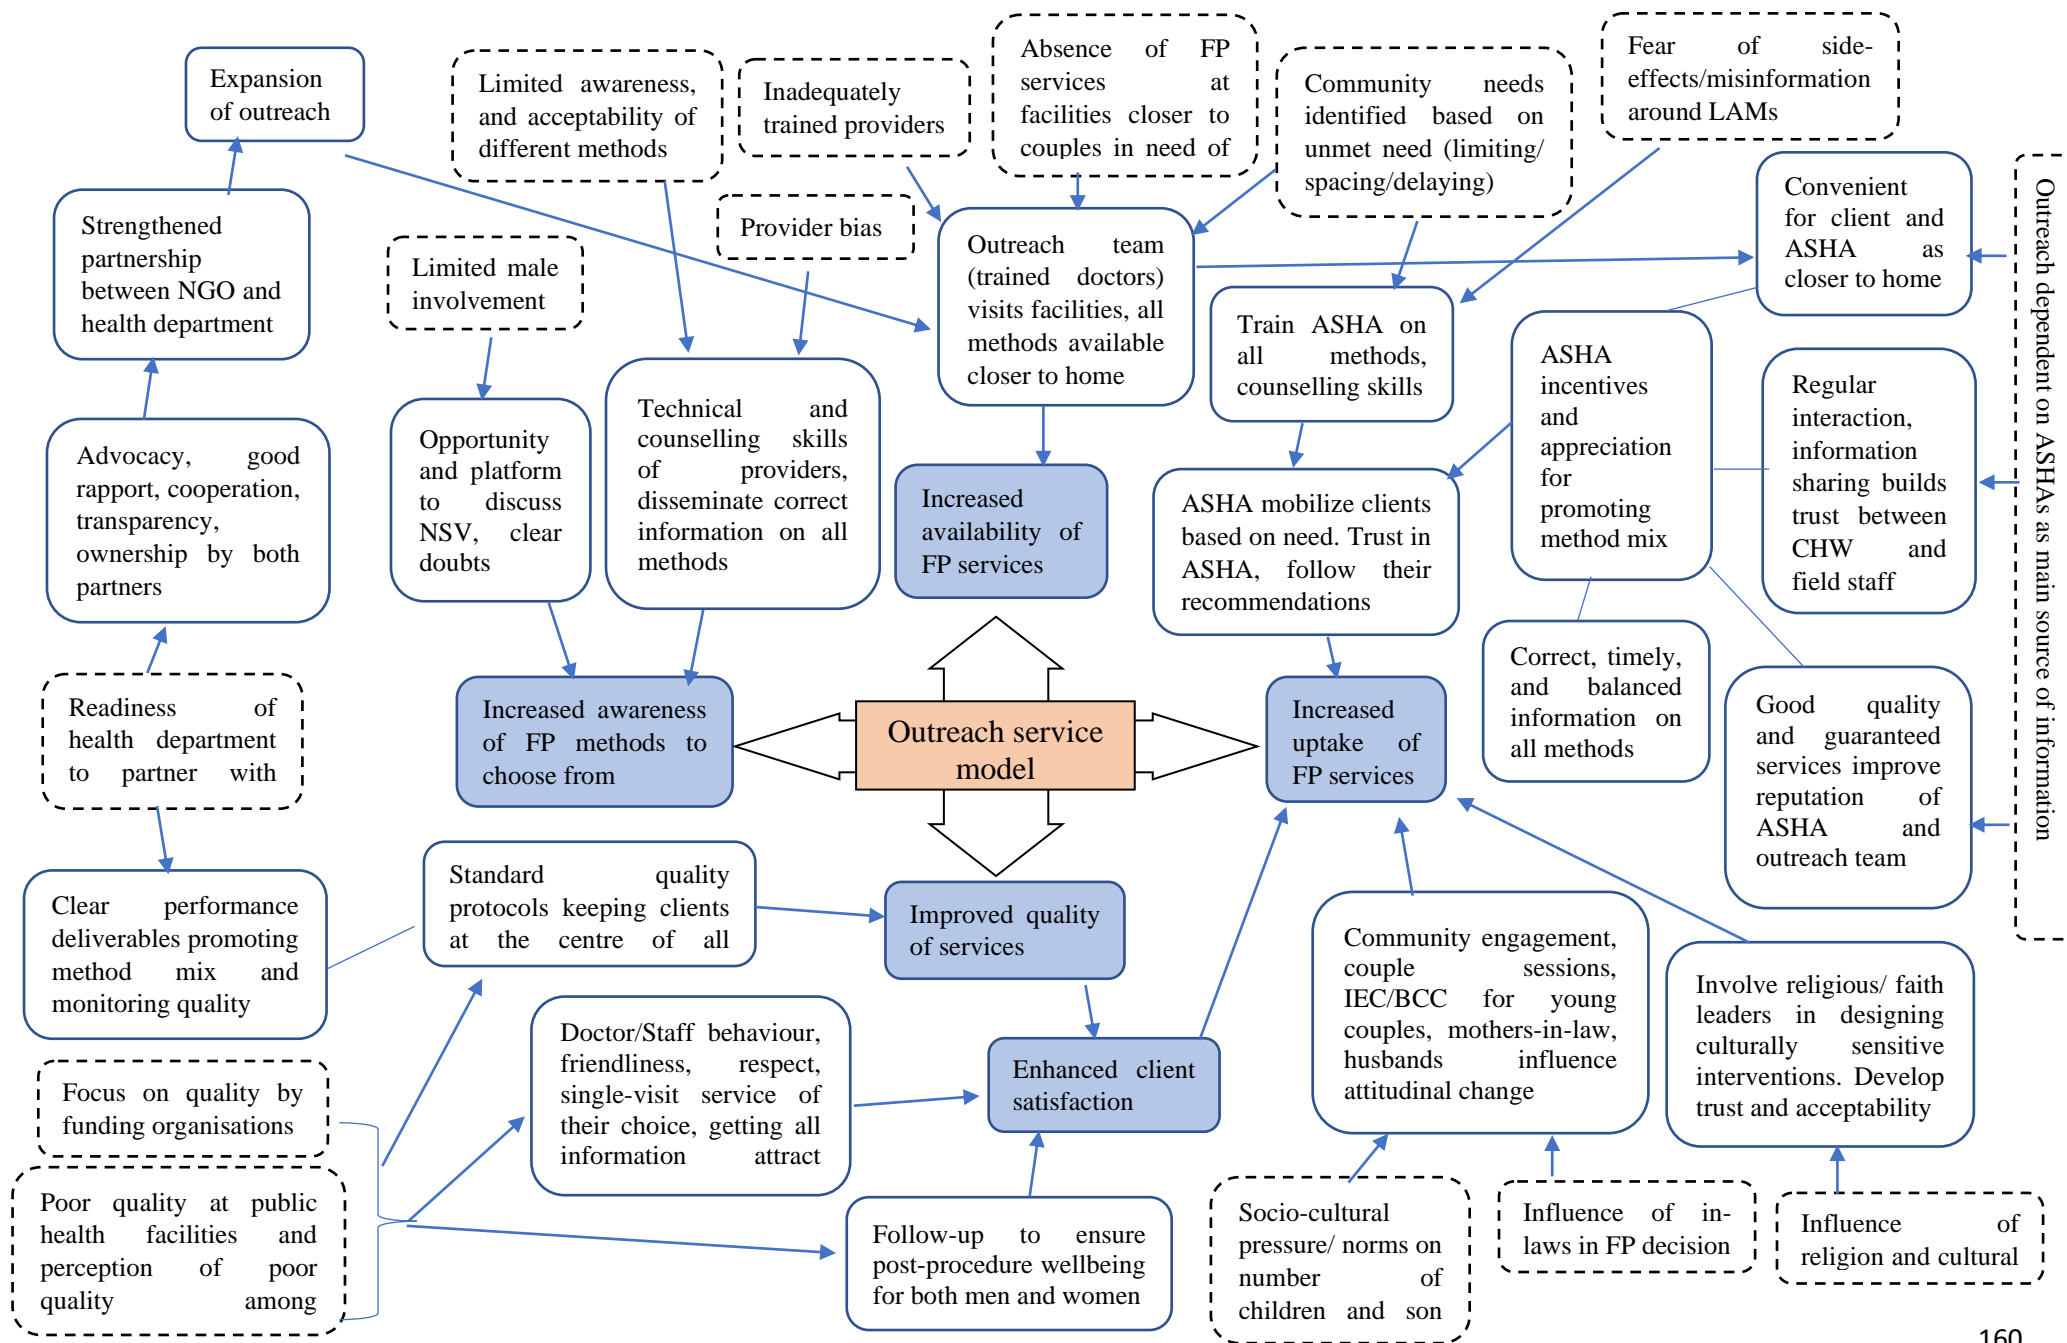 Expansion
of outreach
Limited awareness,
and acceptability of
different methods
Inadequately
trained providers
Absence of FP
services at
facilities closer to
couples in need of
Community needs
identified based on
unmet need (limiting/
spacing/delaying)
Fear of side-
effects/misinformation
around LAMs
Strengthened
partnership
between NGO and
health department
Limited male
involvement
Provider bias
Outreach team
(trained doctors)
visits facilities, all
methods available
closer to home
Train ASHA on
all methods,
counselling skills
Convenient
for client and
ASHA as
closer to home
Outreach dependent on ASHAs as main source of information
Advocacy, good
rapport, cooperation,
transparency,
ownership by both
partners
Opportunity
and platform
to discuss
NSV, clear
doubts
Technical and
counselling skills
of providers,
disseminate correct
information on all
methods
Increased
availability of
FP services
ASHA mobilize clients
based on need. Trust in
ASHA, follow their
recommendations
ASHA
incentives
and
appreciation
for
promoting
method mix
Regular
interaction,
information
sharing builds
trust between
CHW and
field staff
Readiness of
health department
to partner with
Increased awareness
of FP methods to
choose from
Outreach service
model
Increased
uptake of
FP services
Correct, timely,
and balanced
information on
all methods
Good quality
and guaranteed
services improve
reputation of
ASHA and
outreach team
Clear performance
deliverables promoting
method mix and
monitoring quality
Standard quality
protocols keeping clients
at the centre of all
Improved quality
of services
Community engagement,
couple sessions,
IEC/BCC for young
couples, mothers-in-law,
husbands influence
attitudinal change
Involve religious/ faith
leaders in designing
culturally sensitive
interventions. Develop
trust and acceptability
Focus on quality by
funding organisations
Doctor/Staff behaviour,
friendliness, respect,
single-visit service of
their choice, getting all
information attract
Enhanced client
satisfaction
Poor quality at public
health facilities and
perception of poor
quality among
Follow-up to ensure
post-procedure wellbeing
for both men and women
Socio-cultural
pressure/ norms on
number of
children and son
Influence of in-
laws in FP decision
Influence of
religion and cultural
160